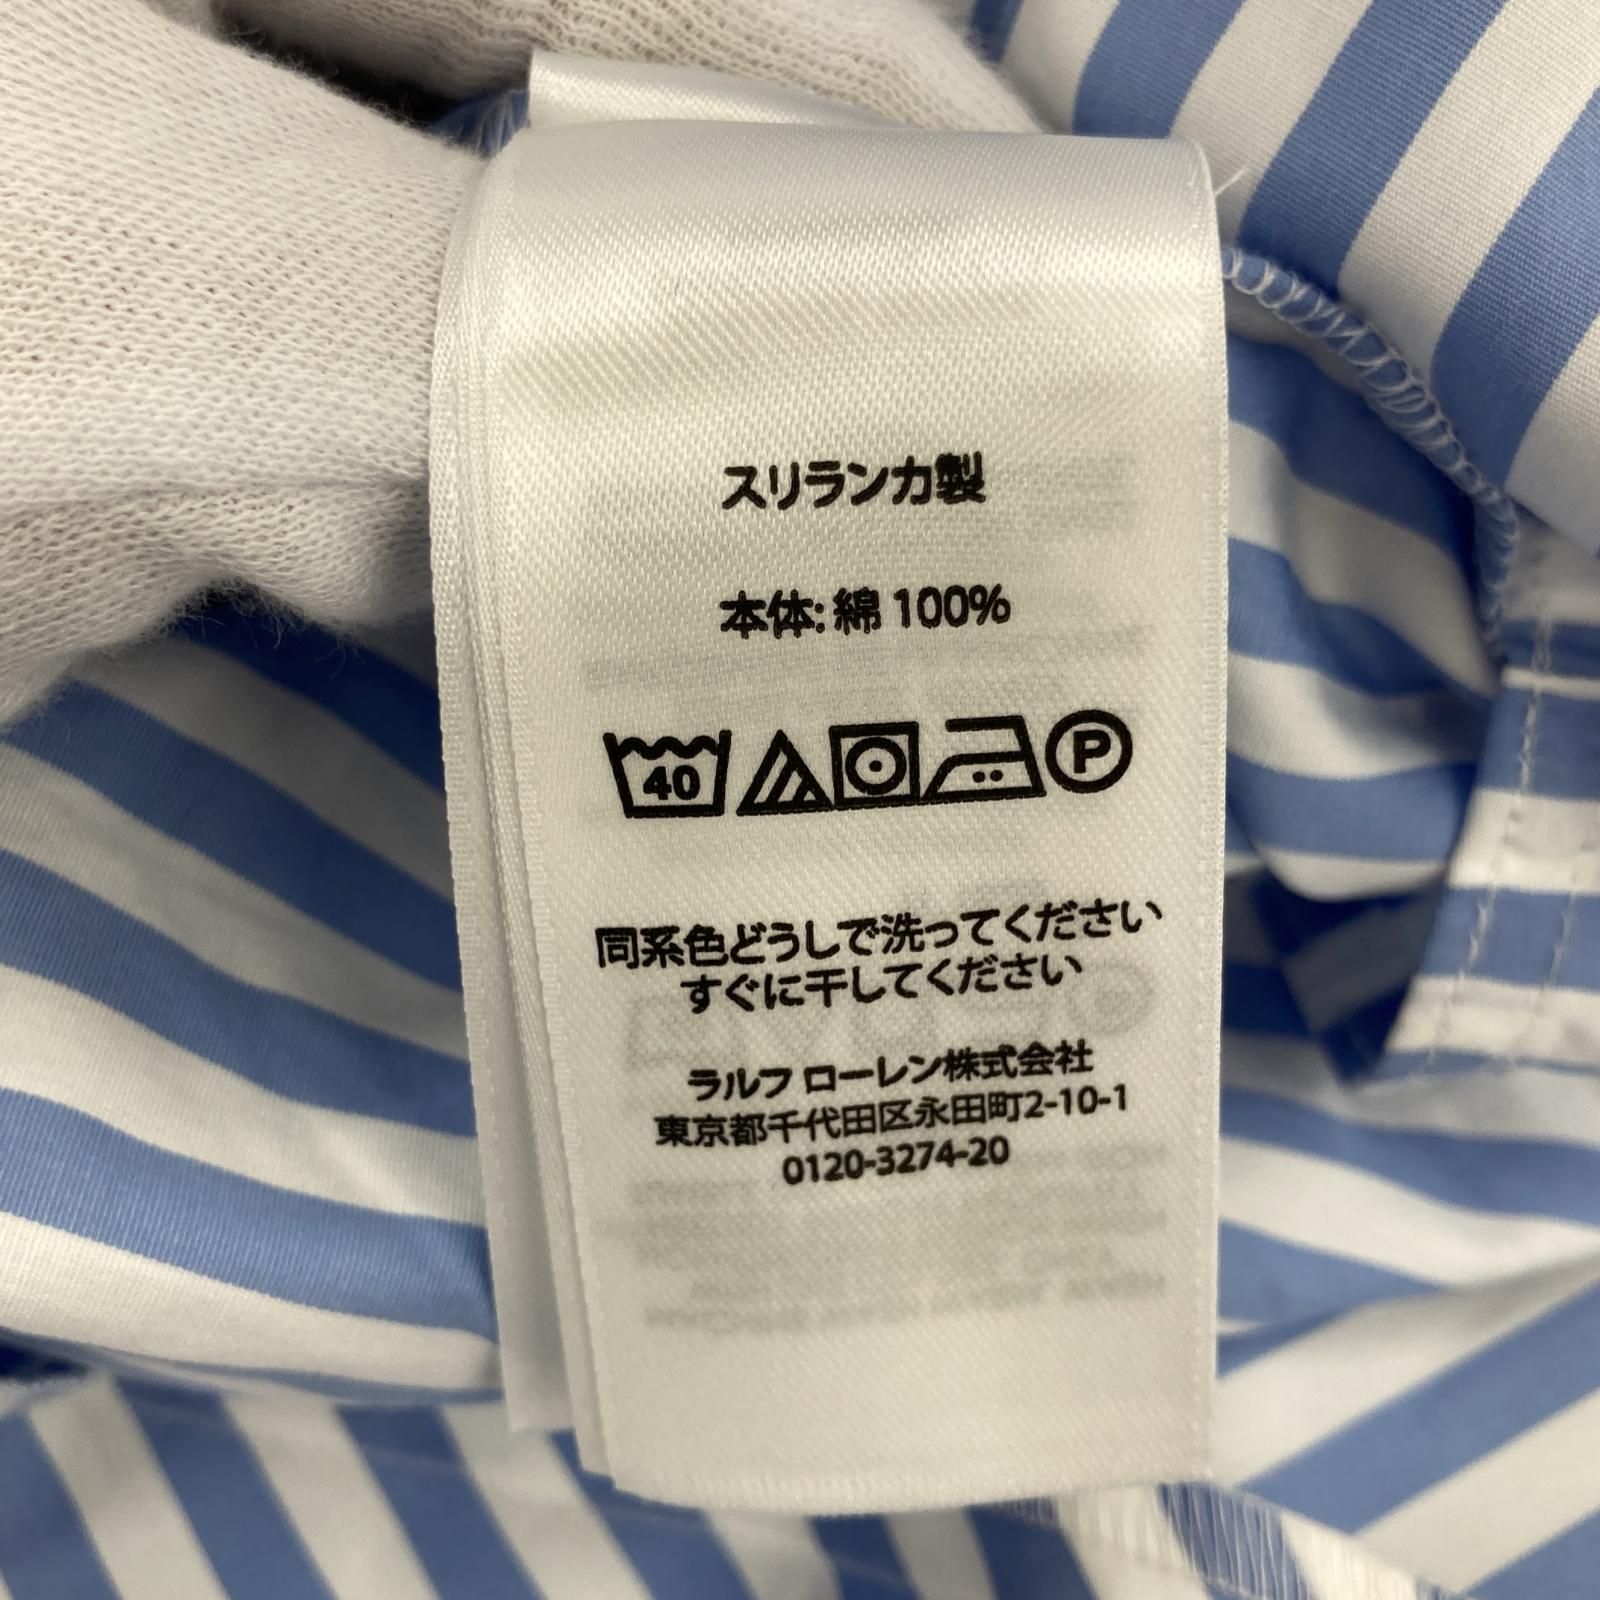 スリランカ製
本体: 綿 100%
40 P
同系色どうしで洗ってください
すぐに干してください
ラルフ ローレン株式会社
東京都千代田区永田町2-10-1
0120-3274-20